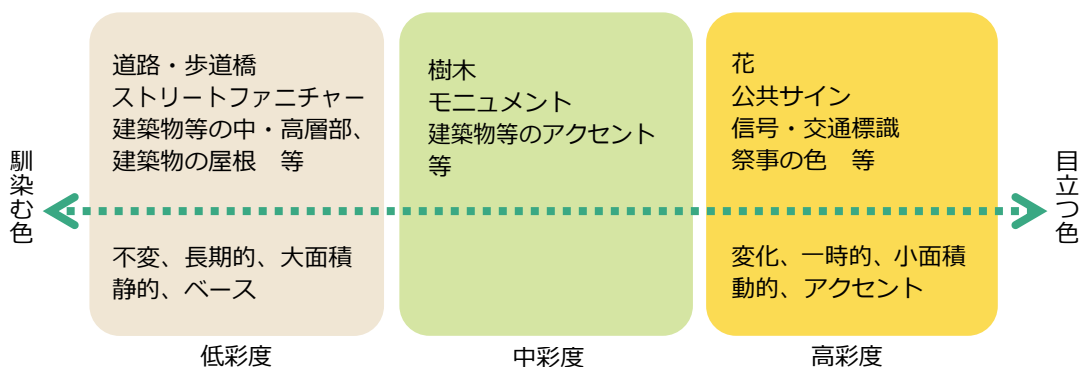 馴染む色
道路・歩道橋
ストリートファニチャー
建築物等の中・高層部、
建築物の屋根　等
不変、長期的、大面積
静的、ベース
低彩度
樹木
モニュメント
建築物等のアクセント
等
中彩度
花
公共サイン
信号・交通標識
祭事の色　等
変化、一時的、小面積
動的、アクセント
高彩度
目立つ色